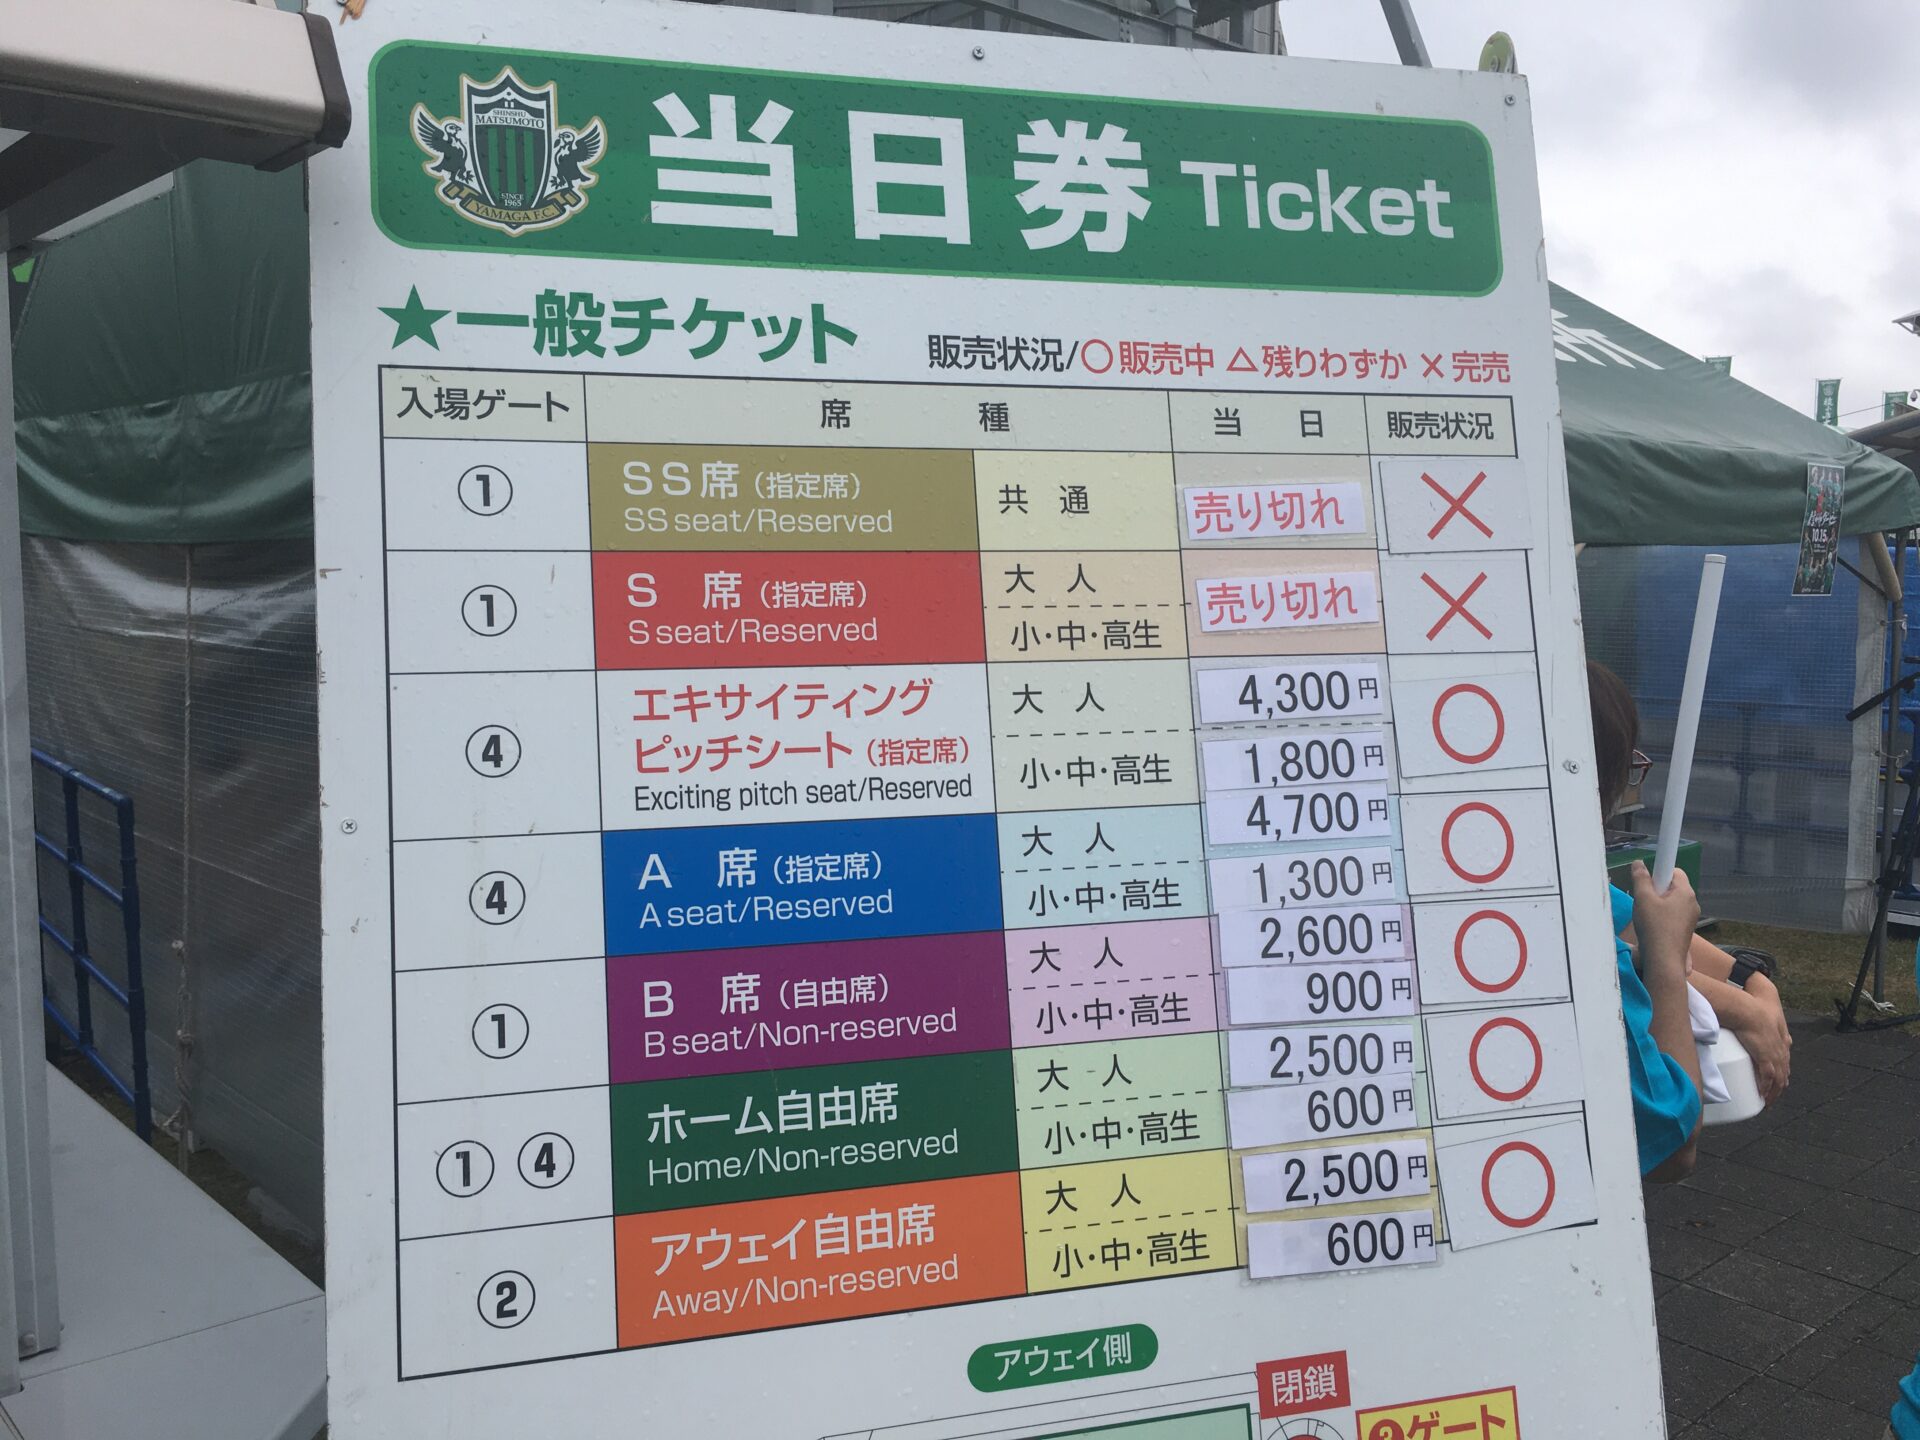 SHINSHU
MATSUMOTO
SINCE
1965
YAMAGA F.C.
当日券 Ticket
★一般チケット
販売状況/○販売中 △残りわずか ×完売
入場ゲート 席種 当日 販売状況
① SS席(指定席) 共通 売り切れ ×
SS seat/Reserved
① S席(指定席) 大人 売り切れ ×
S seat/Reserved 小・中・高生
④ エキサイティング 大人 4,300円 ○
ピッチシート(指定席) 小・中・高生 1,800円
Exciting pitch seat/Reserved
④ A席(指定席) 大人 4,700円 ○
A seat/Reserved 小・中・高生 1,300円
① B席(自由席) 大人 2,600円 ○
B seat/Non-reserved 小・中・高生 900円
① ④ ホーム自由席 大人 2,500円 ○
Home/Non-reserved 小・中・高生 600円
② アウェイ自由席 大人 2,500円 ○
Away/Non-reserved 小・中・高生 600円
アウェイ側
閉鎖
❸ゲート
所
10.15